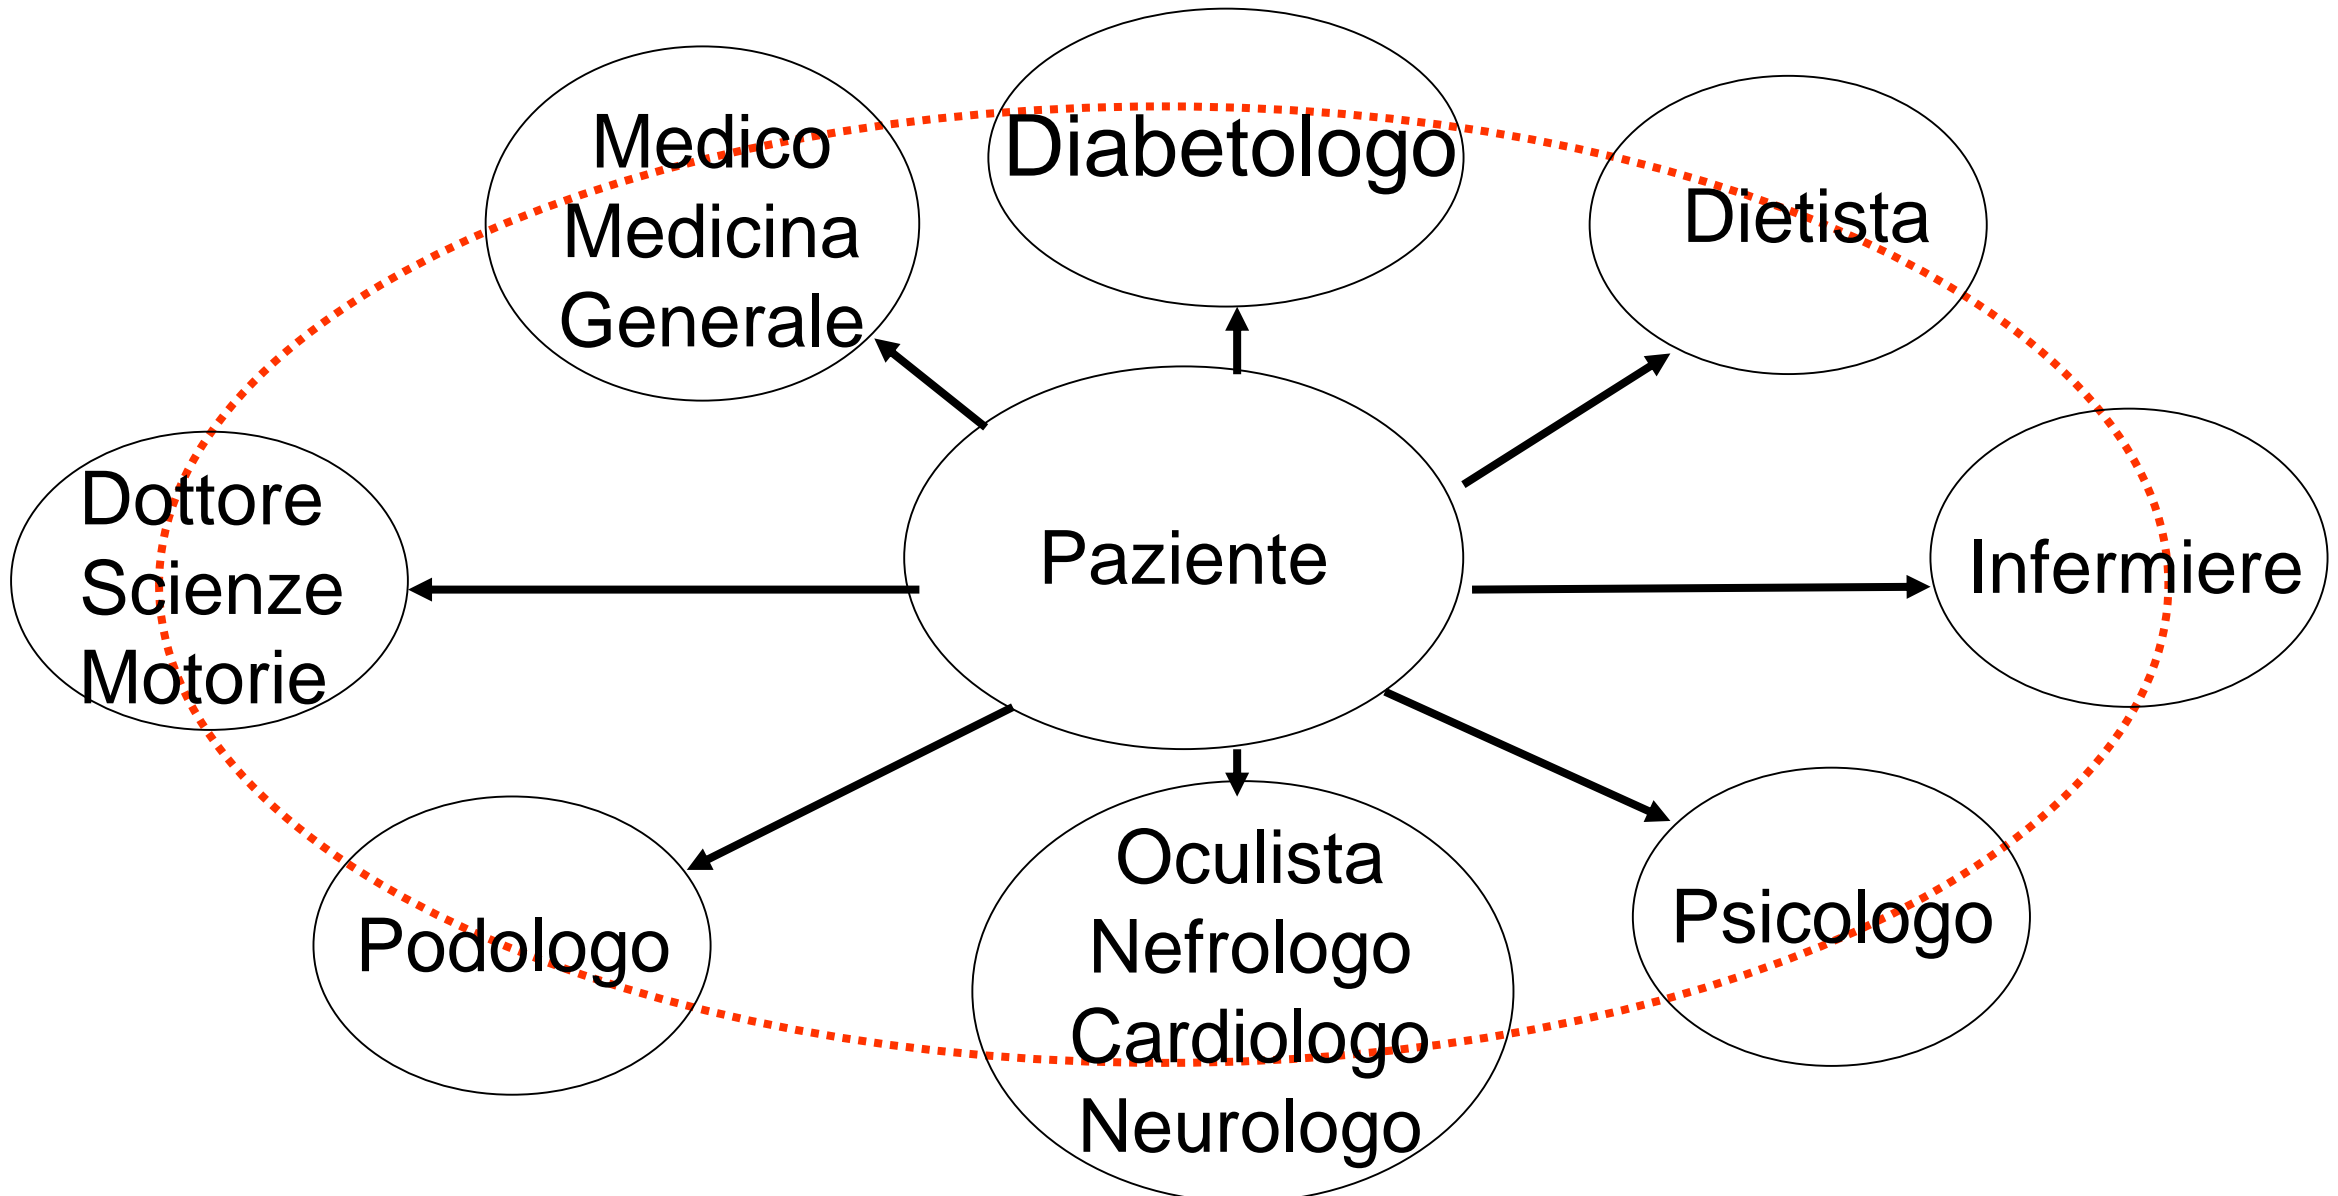 Medico
Medicina
Generale
Diabetologo
Dietista
Dottore
Scienze
Motorie
Paziente
Infermiere
Podologo
Oculista
Nefrologo
Cardiologo
Neurologo
Psicologo